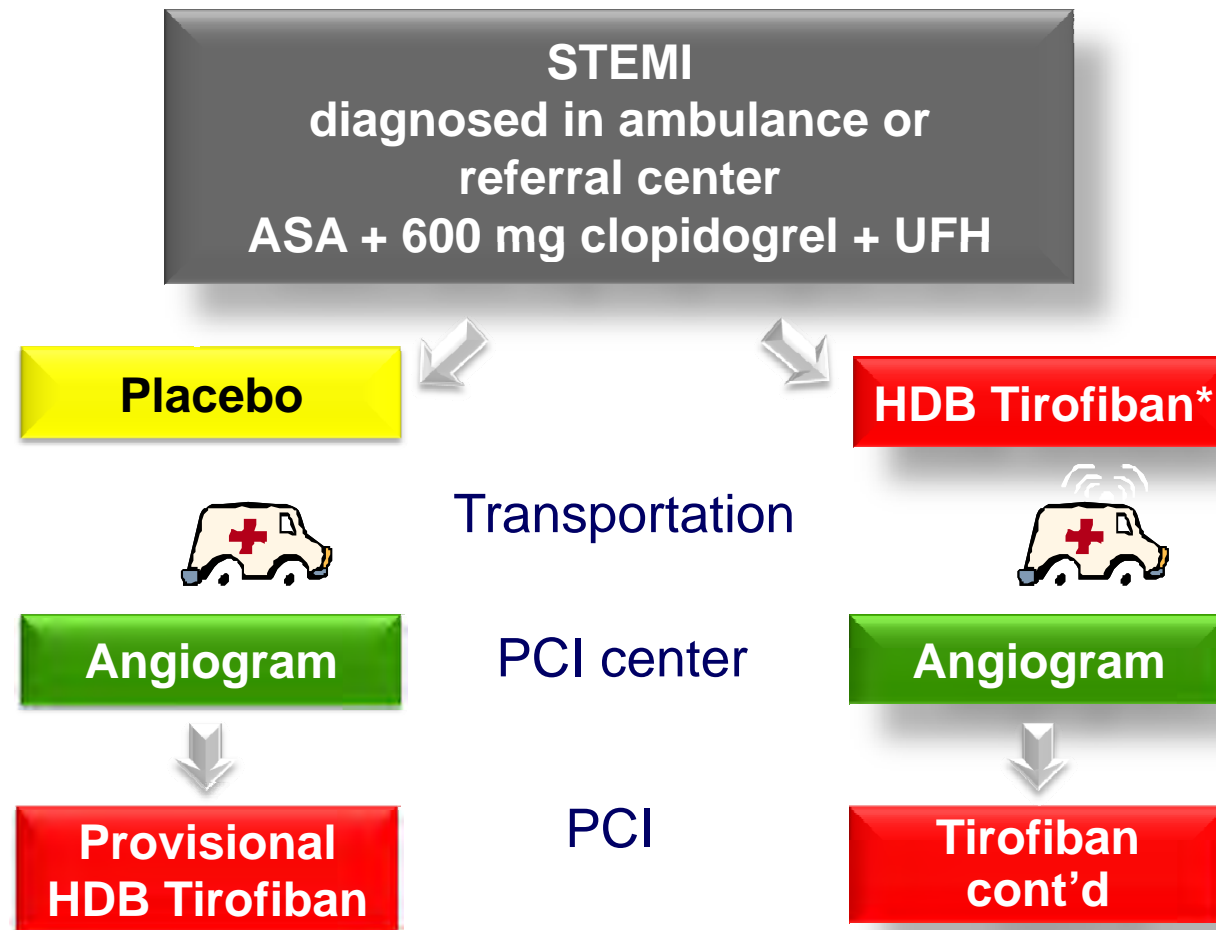 STEMI
diagnosed in ambulance or
referral center
ASA + 600 mg clopidogrel + UFH
Placebo
HDB Tirofiban*
Transportation
Angiogram
PCI center
Angiogram
Provisional
HDB Tirofiban
PCI
Tirofiban
cont’d